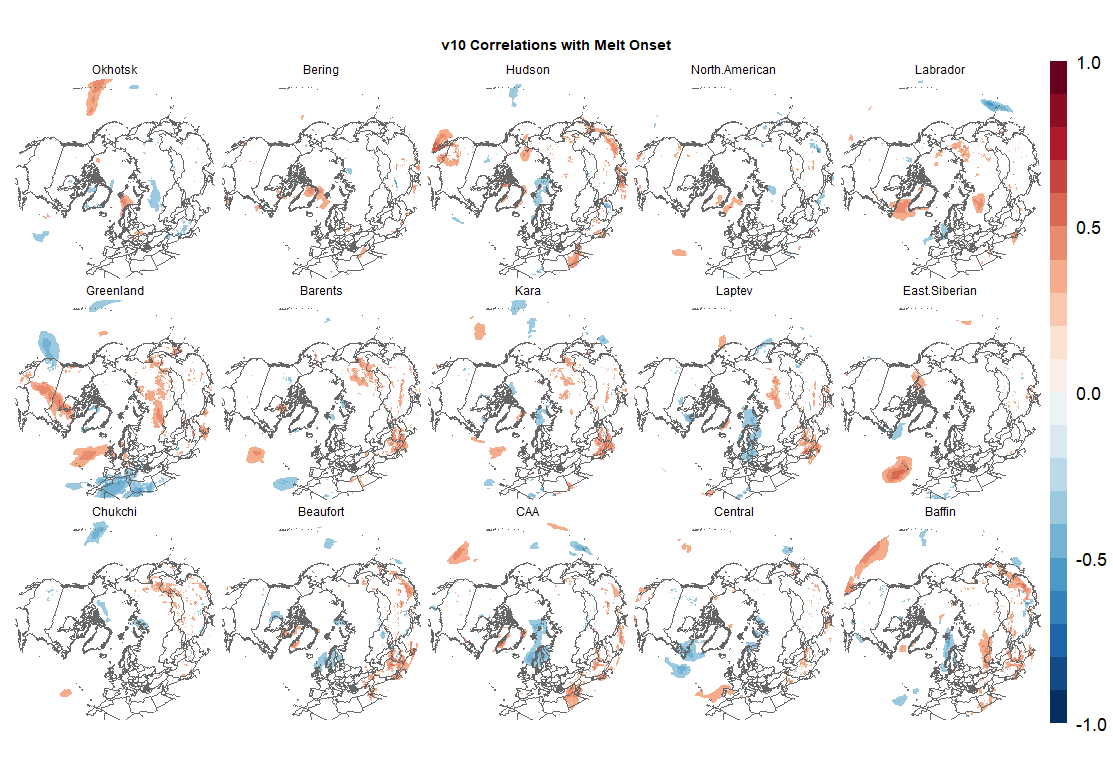 v10 Correlations with Melt Onset
Okhotsk
Bering
Hudson
North.American
Labrador
Greenland
Barents
Kara
Laptev
East.Siberian
Chukchi
Beaufort
CAA
Central
Baffin
1.0
0.5
0.0
-0.5
-1.0